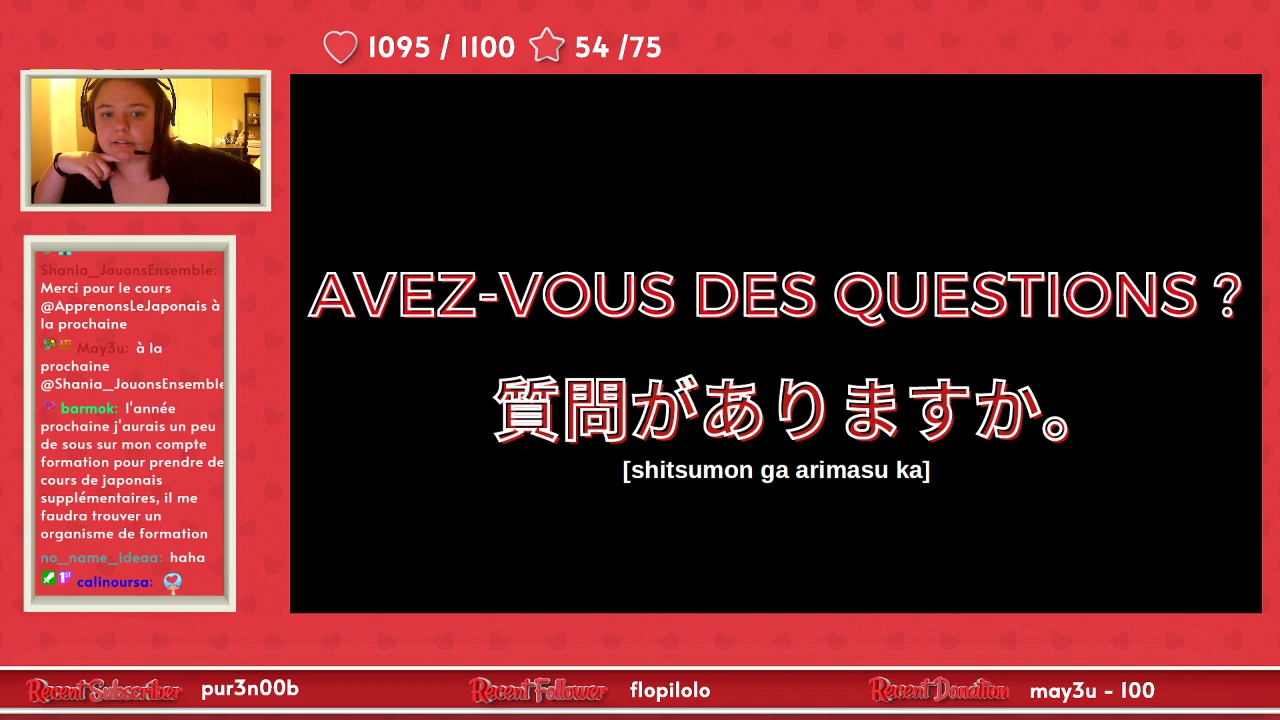 1095 / 1100 54 /75
AVEZ-VOUS DES QUESTIONS ?
質問がありますか。
[shitsumon ga arimasu ka]
Shania_JouonsEnsemble:
Merci pour le cours
@ApprenonsLeJaponais à
la prochaine
May3u: à la
prochaine
@Shania_JouonsEnsemble
barmok: l'année
prochaine j'aurais un peu
de sous sur mon compte
formation pour prendre de
cours de japonais
supplémentaires, il me
faudra trouver un
organisme de formation
no_name_ideaa: haha
1ST calinoursa:
Recent Subscriber pur3n00b
Recent Follower flopilolo
Recent Donation may3u - 100